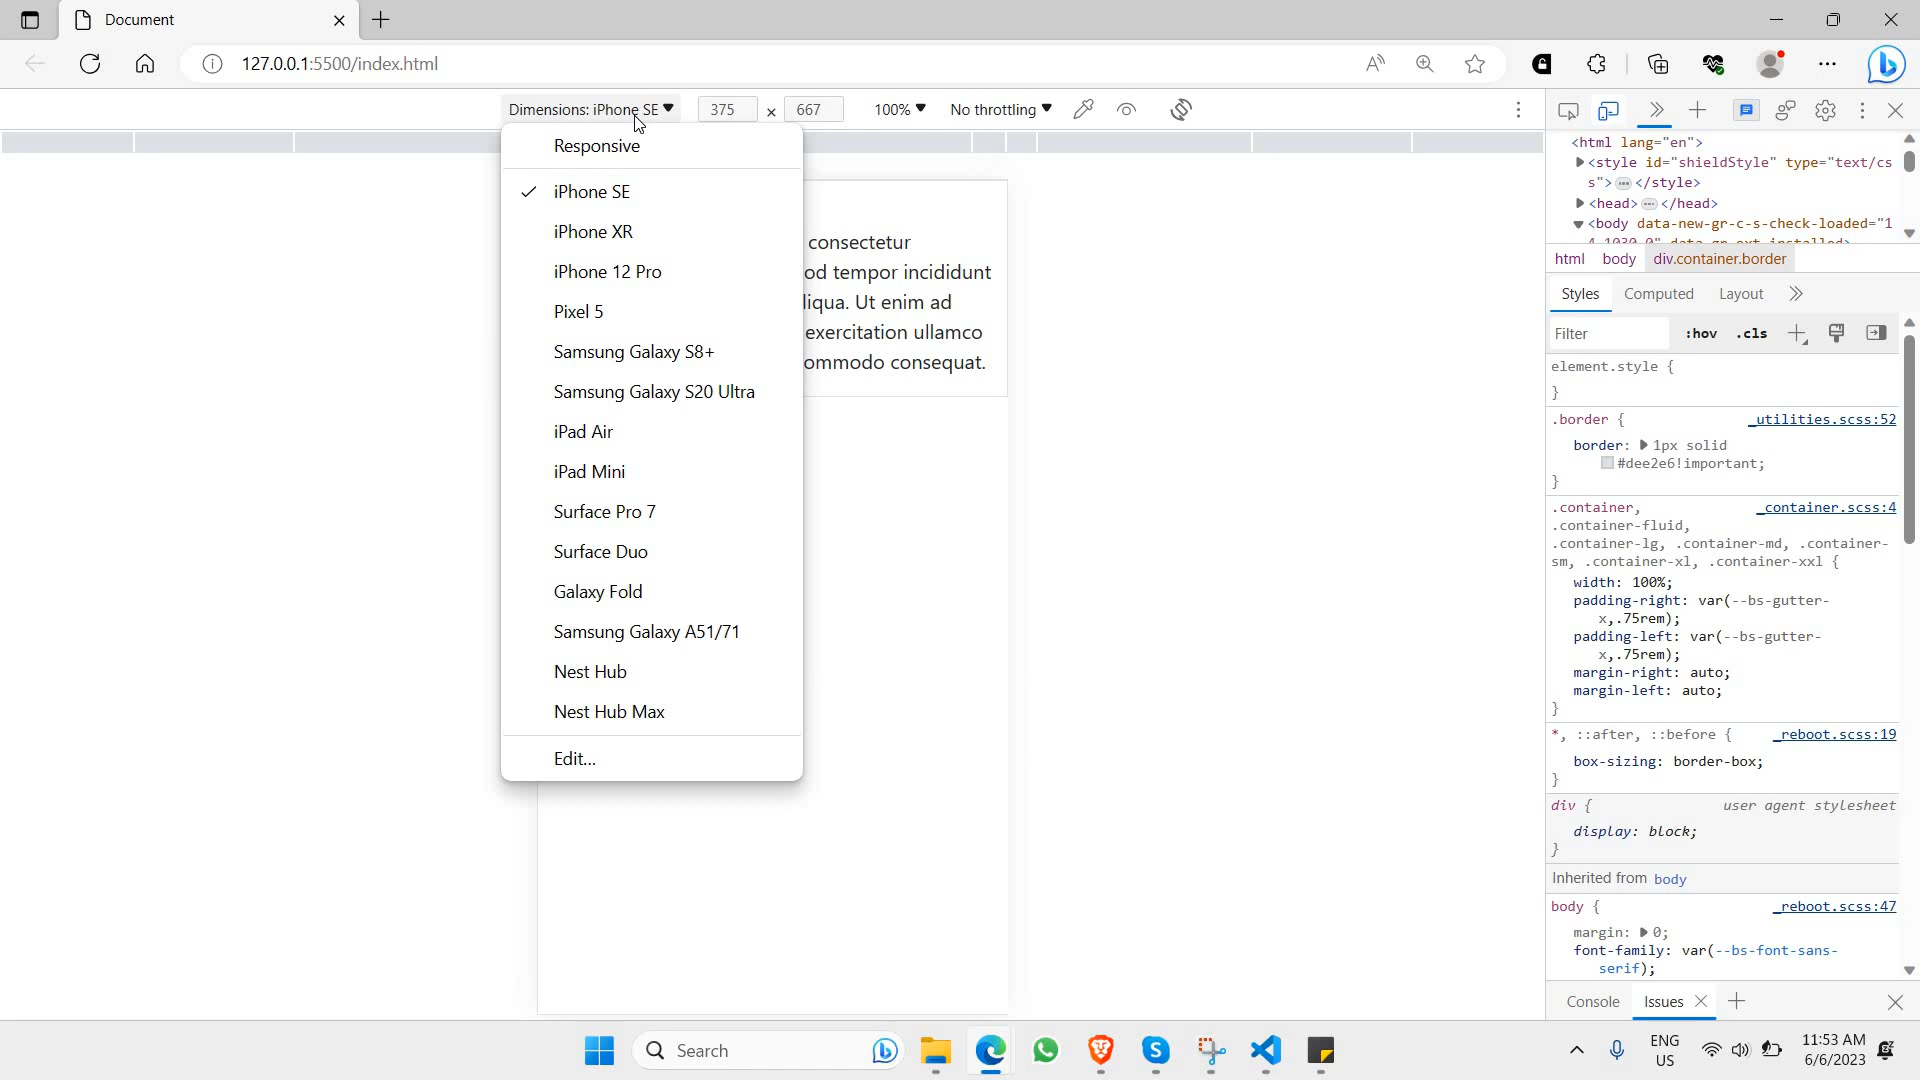 Document
127.0.0.1:5500/index.html
Dimensions: iPhone SE 375 × 667 100% No throttling
Responsive
iPhone SE
iPhone XR
iPhone 12 Pro
Pixel 5
Samsung Galaxy S8+
Samsung Galaxy S20 Ultra
iPad Air
iPad Mini
Surface Pro 7
Surface Duo
Galaxy Fold
Samsung Galaxy A51/71
Nest Hub
Nest Hub Max
Edit...
consectetur
od tempor incididunt
liqua. Ut enim ad
exercitation ullamco
ommodo consequat.
<html lang="en">
<style id="shieldStyle" type="text/cs
s">…</style>
<head>…</head>
<body data-new-gr-c-s-check-loaded="1
4.1030.0" data-gr-ext-installed>
html body div.container.border
Styles Computed Layout
Filter :hov .cls
element.style {
}
.border { _utilities.scss:52
border: 1px solid
#dee2e6!important;
}
.container, _container.scss:4
.container-fluid,
.container-lg, .container-md, .container-
sm, .container-xl, .container-xxl {
width: 100%;
padding-right: var(--bs-gutter-
x,.75rem);
padding-left: var(--bs-gutter-
x,.75rem);
margin-right: auto;
margin-left: auto;
}
*, ::after, ::before { _reboot.scss:19
box-sizing: border-box;
}
div { user agent stylesheet
display: block;
}
Inherited from body
body { _reboot.scss:47
margin: 0;
font-family: var(--bs-font-sans-
serif);
Console Issues
Search
ENG
US
11:53 AM
6/6/2023